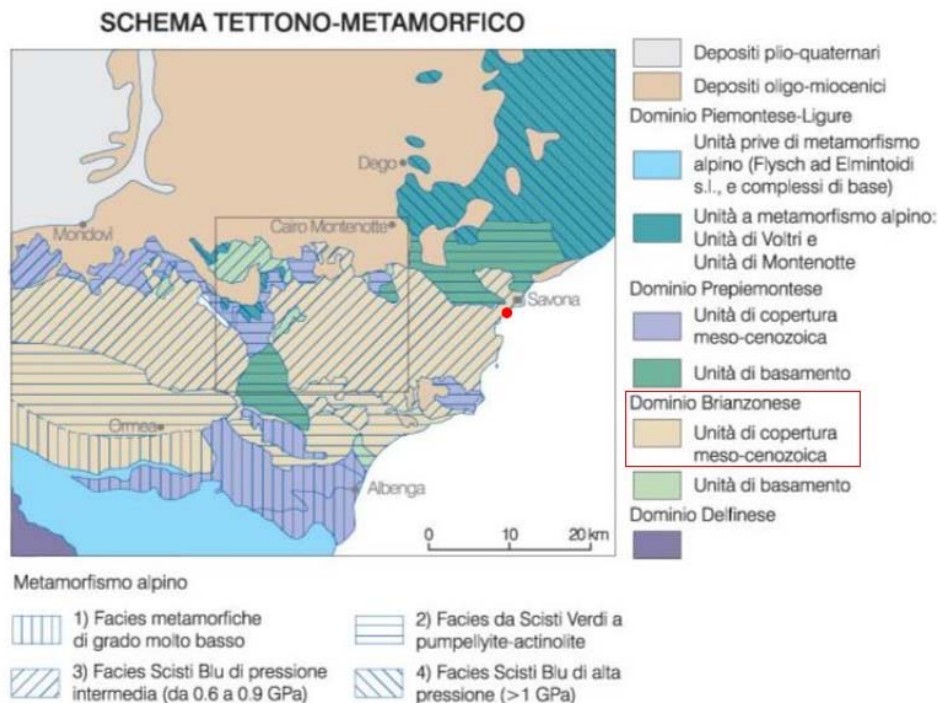 SCHEMA TETTONO-METAMORFICO
Dego
Mondovì
Cairo Montenotte
Savona
Ormea
Albenga
0 10 20 km
Depositi plio-quaternari
Depositi oligo-miocenici
Dominio Piemontese-Ligure
Unità prive di metamorfismo
alpino (Flysch ad Elmintoidi
s.l., e complessi di base)
Unità a metamorfismo alpino:
Unità di Voltri e
Unità di Montenotte
Dominio Prepiemontese
Unità di copertura
meso-cenozoica
Unità di basamento
Dominio Brianzonese
Unità di copertura
meso-cenozoica
Unità di basamento
Dominio Delfinese
Metamorfismo alpino
1) Facies metamorfiche
di grado molto basso
2) Facies da Scisti Verdi a
pumpellyite-actinolite
3) Facies Scisti Blu di pressione
intermedia (da 0.6 a 0.9 GPa)
4) Facies Scisti Blu di alta
pressione (>1 GPa)